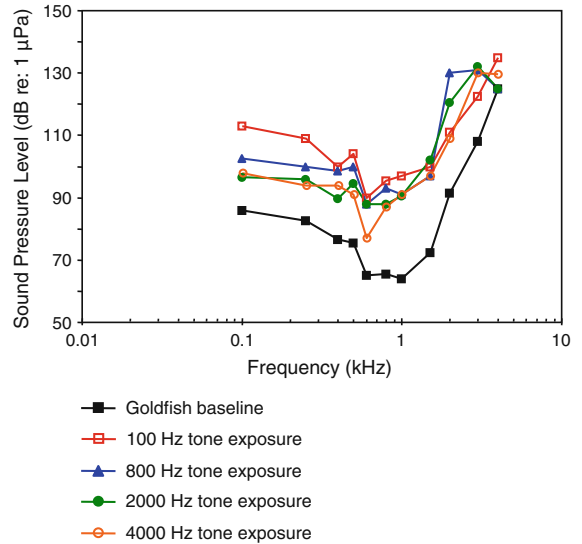 Sound Pressure Level (dB re: 1 µPa)
150
130
110
90
70
50
0.01
0.1
1
10
Frequency (kHz)
Goldfish baseline
100 Hz tone exposure
800 Hz tone exposure
2000 Hz tone exposure
4000 Hz tone exposure